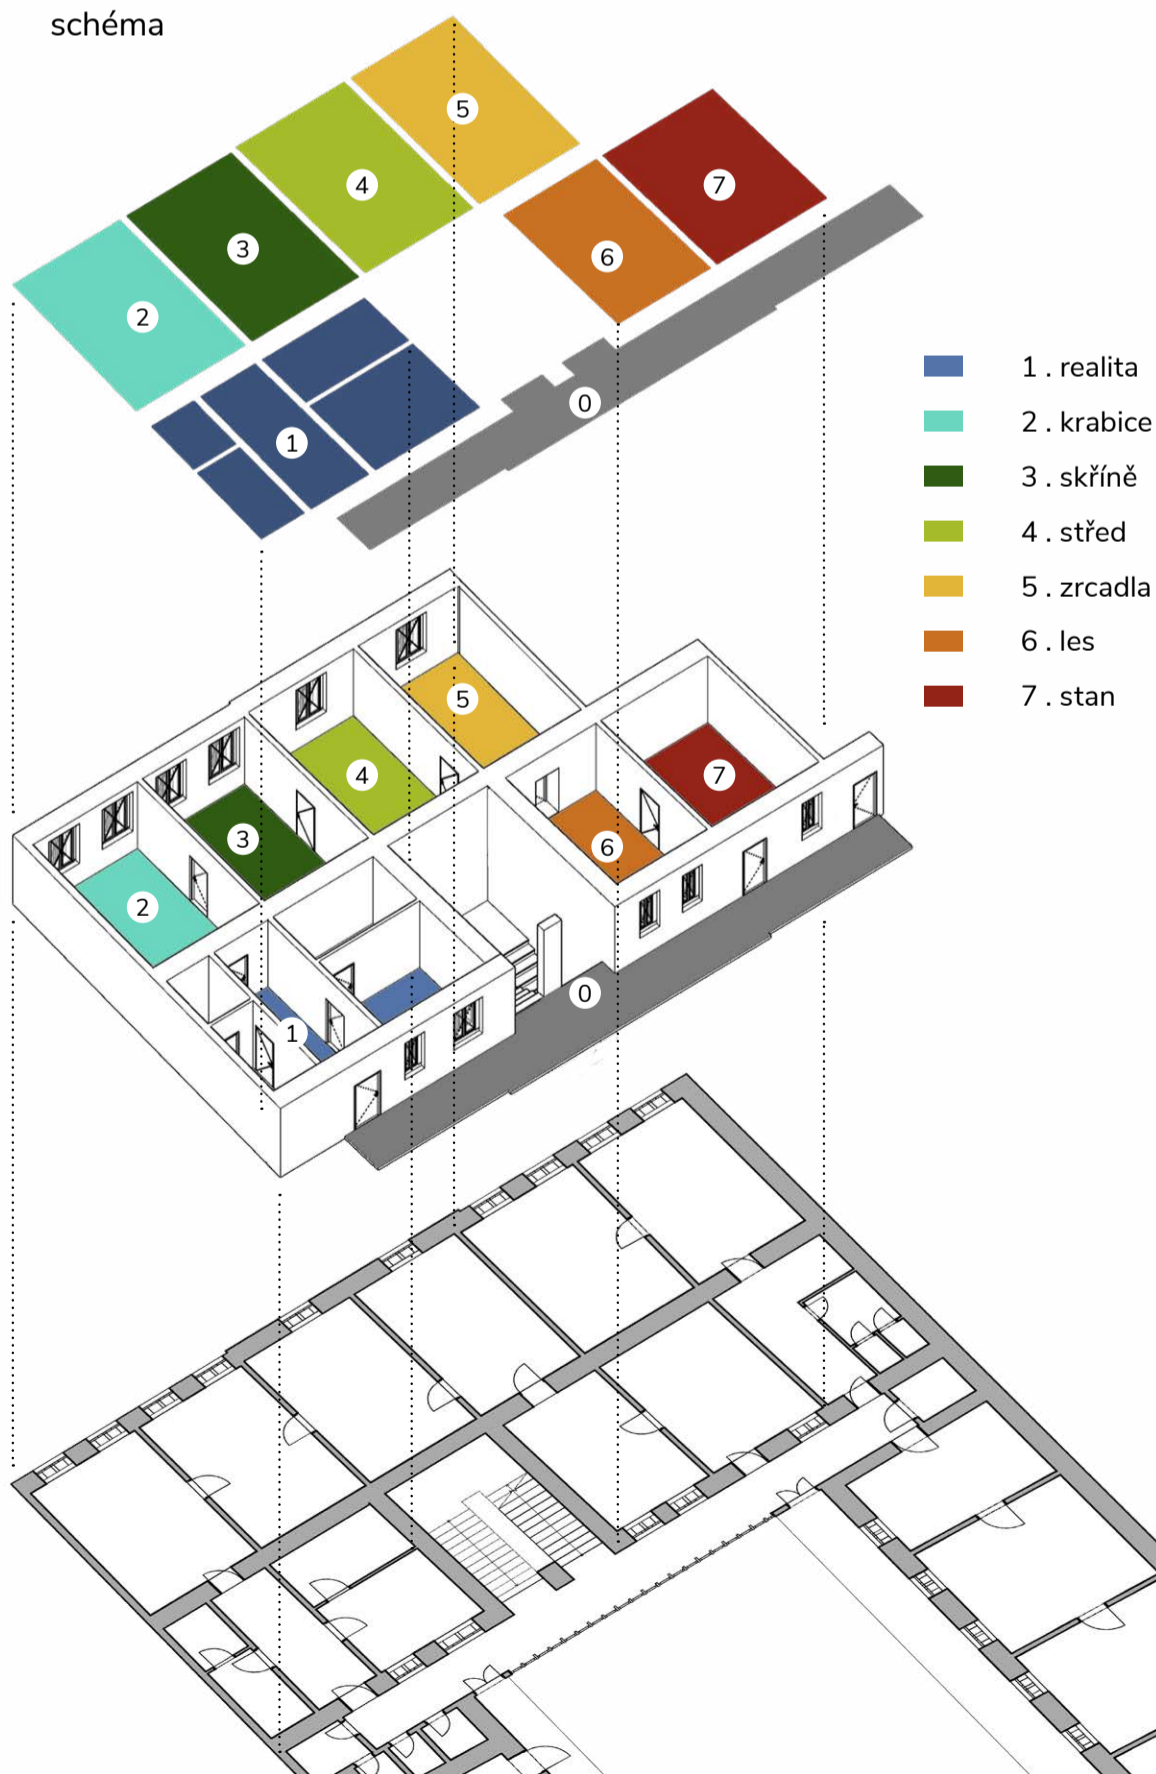 schéma
5
4
7
3
6
2
0
1
1 . realita
2 . krabice
3 . skříně
4 . střed
5 . zrcadla
6 . les
7 . stan
5
4
7
3
6
2
0
1